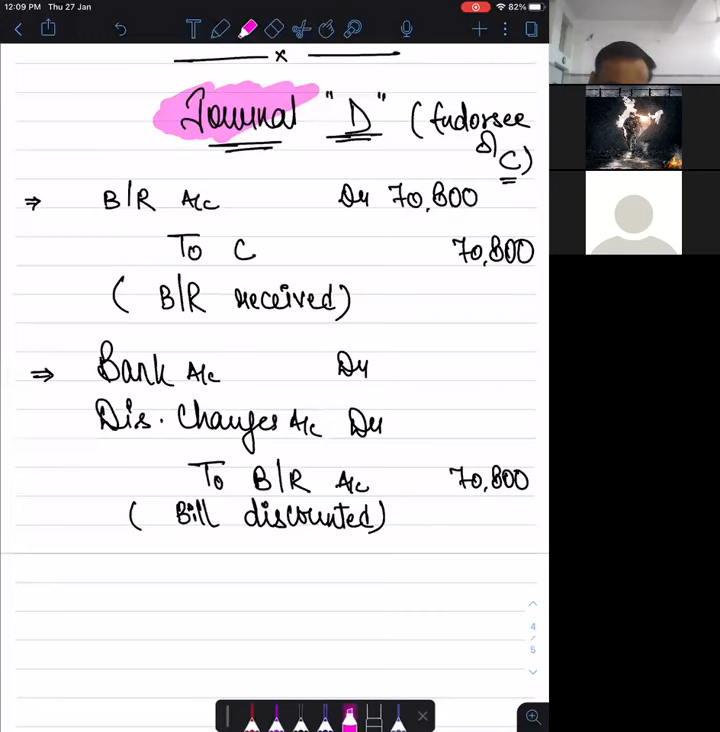 12:09 PM Thu 27 Jan
82%
x
Journal "D" (Endorsee of C)
⇒ B/R A/c Dr 70,800
To C 70,800
( B/R received)
⇒ Bank A/c Dr
Dis. Charges A/c Dr
To B/R A/c 70,800
( Bill discounted)
4
/
5